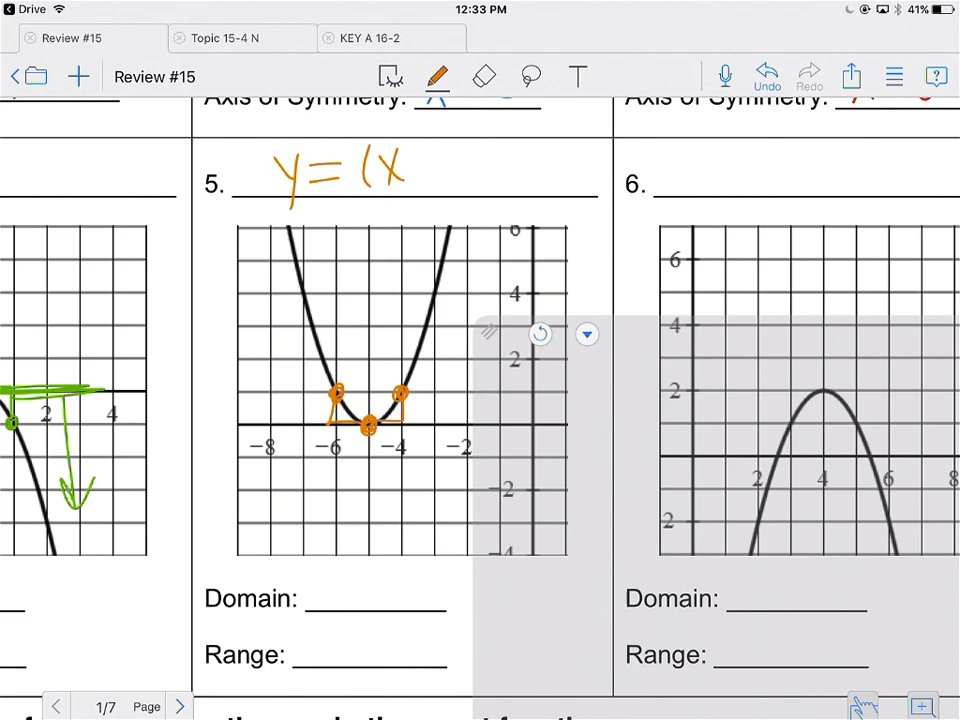 Drive
12:33 PM
41%
Review #15
Topic 15-4 N
KEY A 16-2
Review #15
Undo
Redo
Axis of Symmetry:
Axis of Symmetry:
5. y = (x
6.
6
4
2
-8 -6 -4 -2
-2
-4
2 4
6
4
2
2 4 6 8
2
Domain:
Range:
Domain:
Range:
1/7 Page